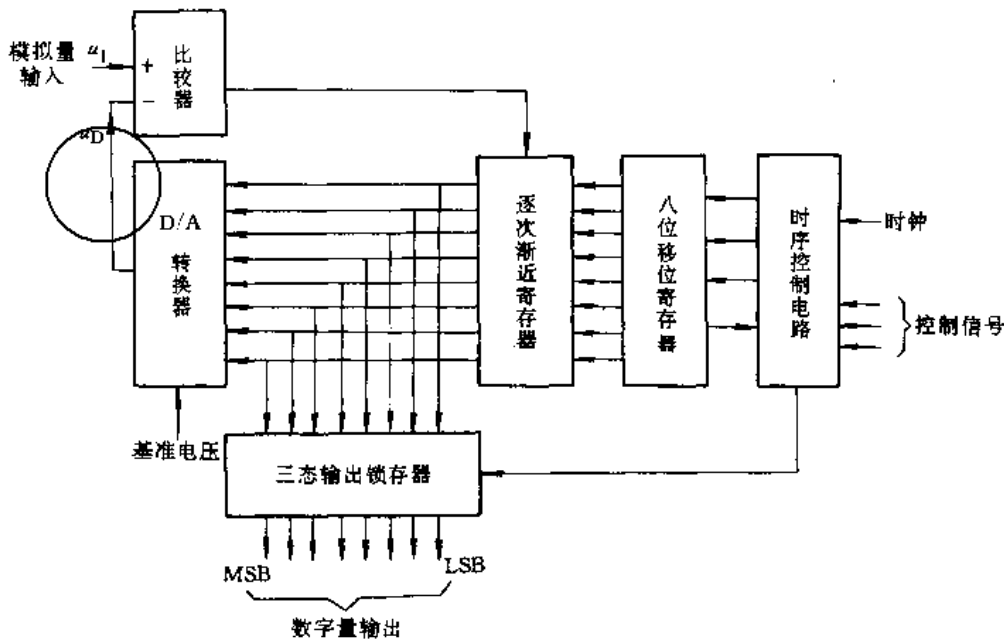 模拟量 u_I
输入
+
−
比较器
u_D
D/A
转换器
逐次渐近寄存器
八位移位寄存器
时序控制电路
时钟
控制信号
基准电压
三态输出锁存器
MSB
LSB
数字量输出